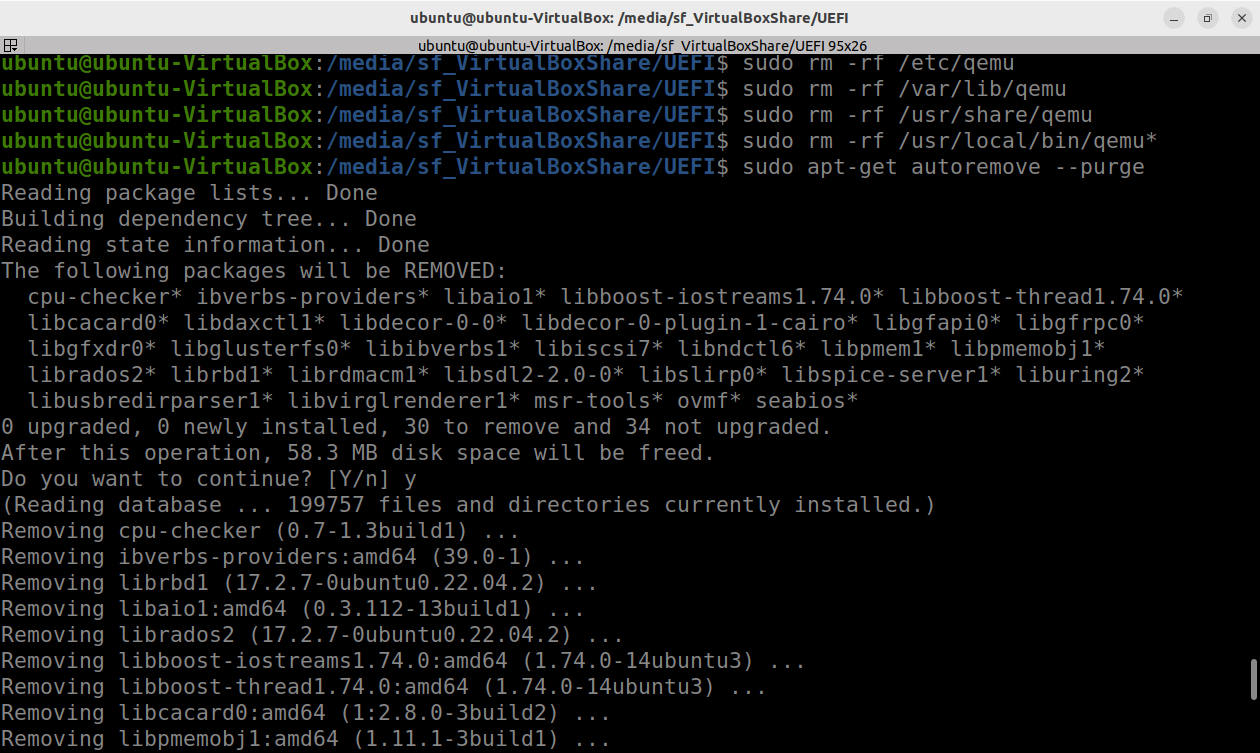 ubuntu@ubuntu-VirtualBox: /media/sf_VirtualBoxShare/UEFI
ubuntu@ubuntu-VirtualBox: /media/sf_VirtualBoxShare/UEFI 95x26
ubuntu@ubuntu-VirtualBox:/media/sf_VirtualBoxShare/UEFI$ sudo rm -rf /etc/qemu
ubuntu@ubuntu-VirtualBox:/media/sf_VirtualBoxShare/UEFI$ sudo rm -rf /var/lib/qemu
ubuntu@ubuntu-VirtualBox:/media/sf_VirtualBoxShare/UEFI$ sudo rm -rf /usr/share/qemu
ubuntu@ubuntu-VirtualBox:/media/sf_VirtualBoxShare/UEFI$ sudo rm -rf /usr/local/bin/qemu*
ubuntu@ubuntu-VirtualBox:/media/sf_VirtualBoxShare/UEFI$ sudo apt-get autoremove --purge
Reading package lists... Done
Building dependency tree... Done
Reading state information... Done
The following packages will be REMOVED:
  cpu-checker* ibverbs-providers* libaio1* libboost-iostreams1.74.0* libboost-thread1.74.0*
  libcacard0* libdaxctl1* libdecor-0-0* libdecor-0-plugin-1-cairo* libgfapi0* libgfrpc0*
  libgfxdr0* libglusterfs0* libibverbs1* libiscsi7* libndctl6* libpmem1* libpmemobj1*
  librados2* librbd1* librdmacm1* libsdl2-2.0-0* libslirp0* libspice-server1* liburing2*
  libusbredirparser1* libvirglrenderer1* msr-tools* ovmf* seabios*
0 upgraded, 0 newly installed, 30 to remove and 34 not upgraded.
After this operation, 58.3 MB disk space will be freed.
Do you want to continue? [Y/n] y
(Reading database ... 199757 files and directories currently installed.)
Removing cpu-checker (0.7-1.3build1) ...
Removing ibverbs-providers:amd64 (39.0-1) ...
Removing librbd1 (17.2.7-0ubuntu0.22.04.2) ...
Removing libaio1:amd64 (0.3.112-13build1) ...
Removing librados2 (17.2.7-0ubuntu0.22.04.2) ...
Removing libboost-iostreams1.74.0:amd64 (1.74.0-14ubuntu3) ...
Removing libboost-thread1.74.0:amd64 (1.74.0-14ubuntu3) ...
Removing libcacard0:amd64 (1:2.8.0-3build2) ...
Removing libpmemobj1:amd64 (1.11.1-3build1) ...